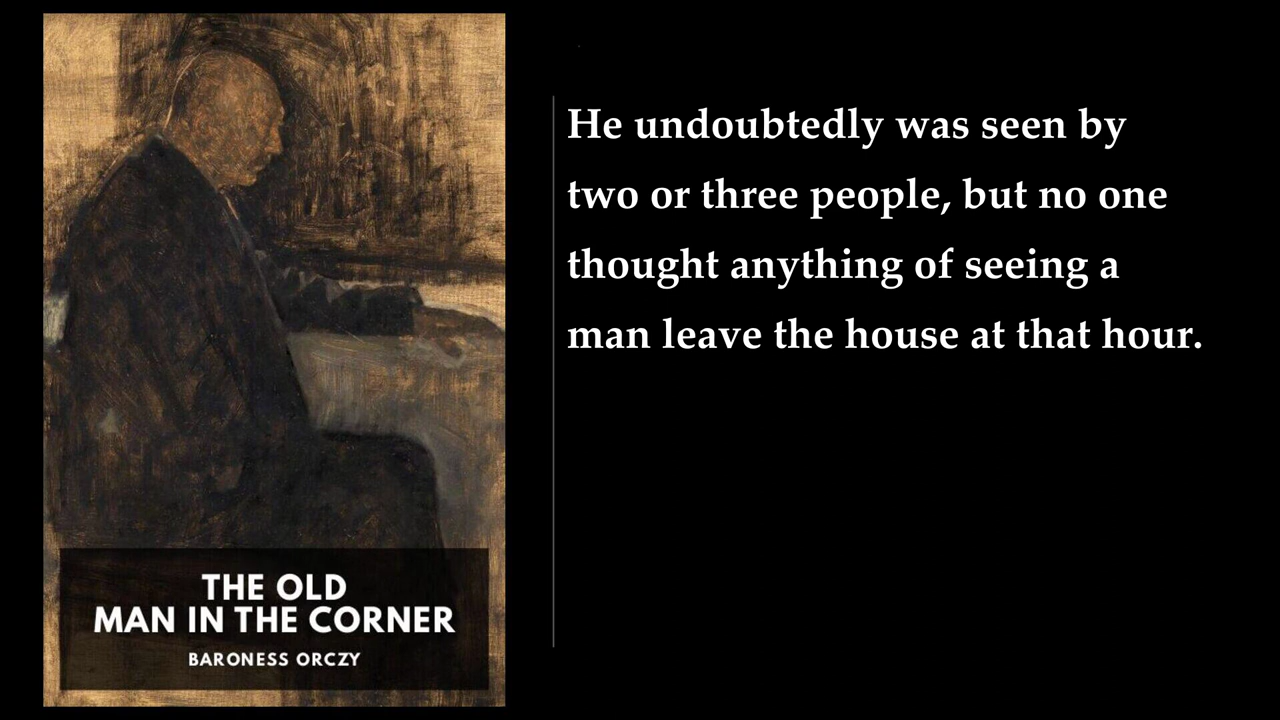 THE OLD
MAN IN THE CORNER
BARONESS ORCZY
He undoubtedly was seen by
two or three people, but no one
thought anything of seeing a
man leave the house at that hour.